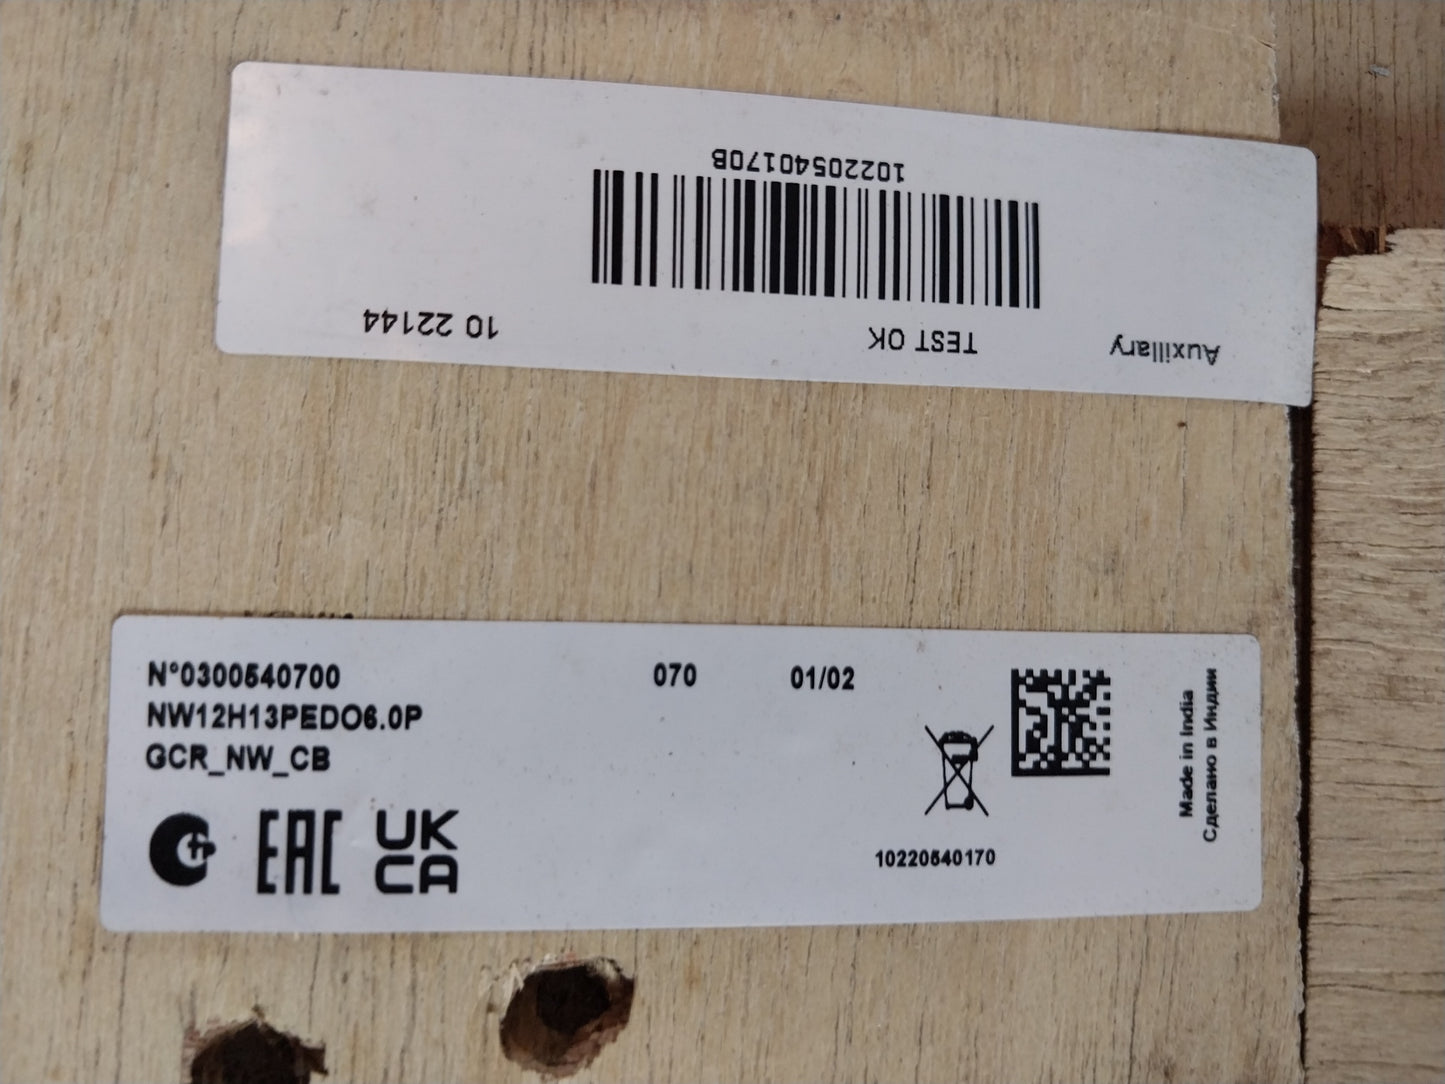 10220540170B
Auxillary
TEST OK
10 22144
N°0300540700
070
01/02
NW12H13PEDO6.0P
GCR_NW_CB
EAC
UK
CA
10220540170
Made in India
Сделано в Индии